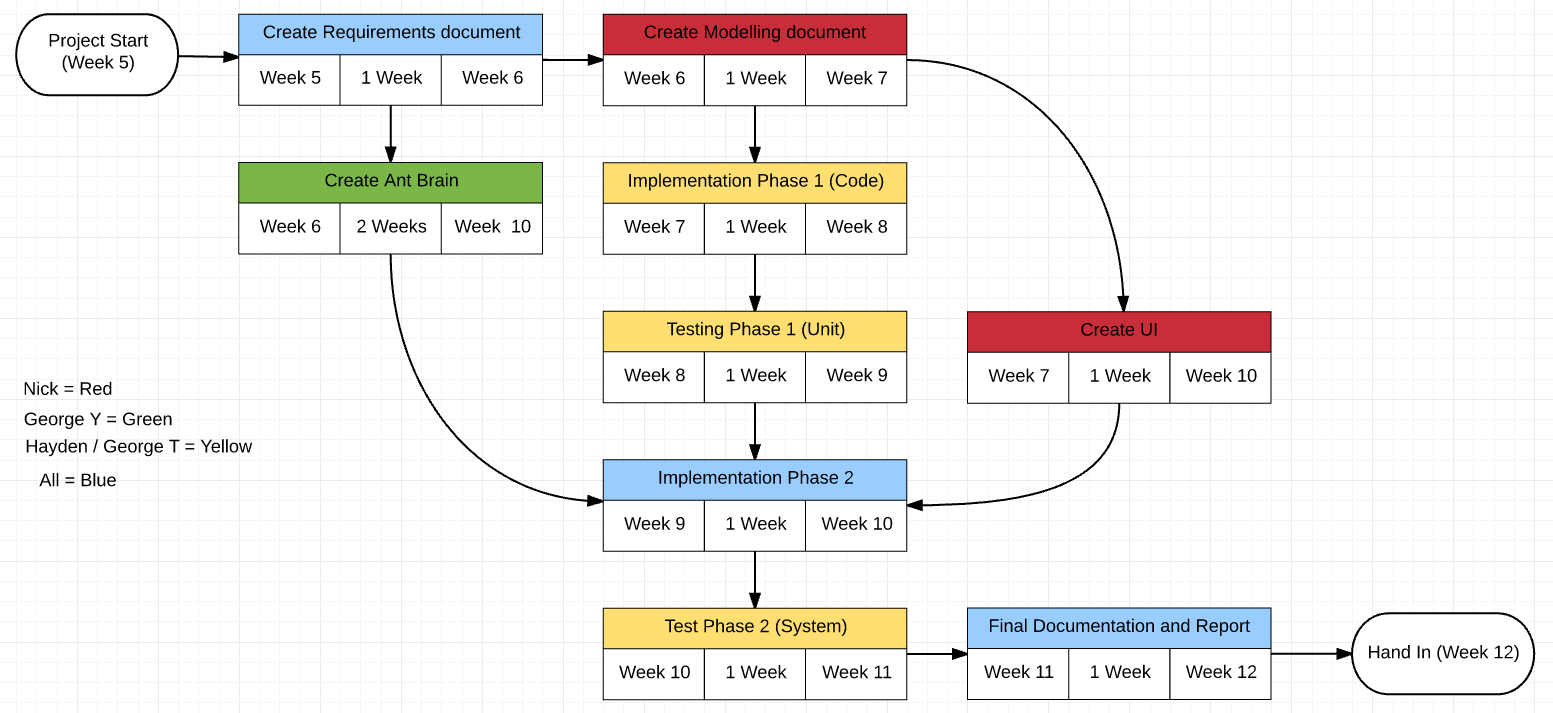 Project Start
(Week 5)
Create Requirements document
Week 5 1 Week Week 6
Create Modelling document
Week 6 1 Week Week 7
Create Ant Brain
Week 6 2 Weeks Week  10
Implementation Phase 1 (Code)
Week 7 1 Week Week 8
Testing Phase 1 (Unit)
Week 8 1 Week Week 9
Create UI
Week 7 1 Week Week 10
Nick = Red
George Y = Green
Hayden / George T = Yellow
All = Blue
Implementation Phase 2
Week 9 1 Week Week 10
Test Phase 2 (System)
Week 10 1 Week Week 11
Final Documentation and Report
Week 11 1 Week Week 12
Hand In (Week 12)